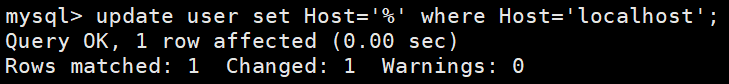 mysql> update user set Host='%' where Host='localhost';
Query OK, 1 row affected (0.00 sec)
Rows matched: 1  Changed: 1  Warnings: 0